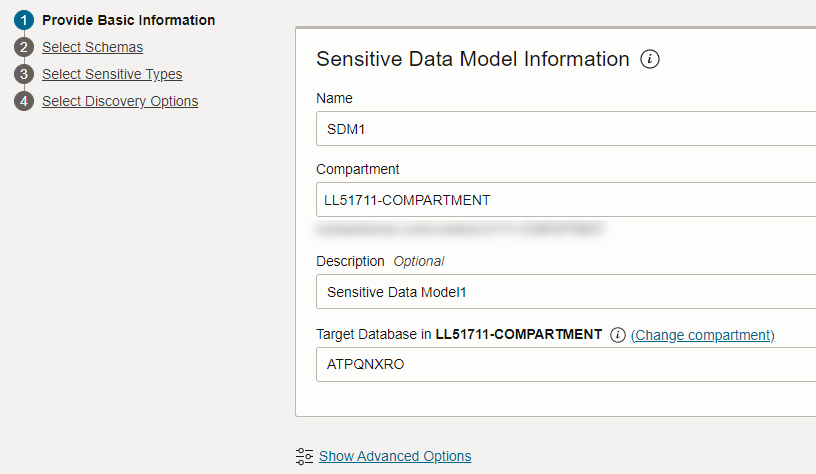 1 Provide Basic Information
2 Select Schemas
3 Select Sensitive Types
4 Select Discovery Options
Sensitive Data Model Information i
Name
SDM1
Compartment
LL51711-COMPARTMENT
Description Optional
Sensitive Data Model1
Target Database in LL51711-COMPARTMENT i (Change compartment)
ATPQNXRO
Show Advanced Options